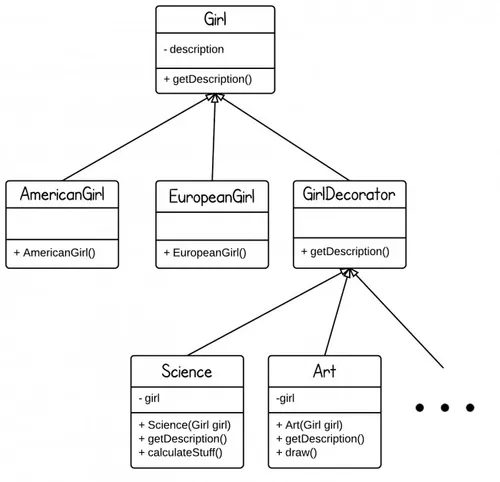 Girl
- description
+ getDescription()
AmericanGirl
+ AmericanGirl()
EuropeanGirl
+ EuropeanGirl()
GirlDecorator
+ getDescription()
Science
- girl
+ Science(Girl girl)
+ getDescription()
+ calculateStuff()
Art
-girl
+ Art(Girl girl)
+ getDescription()
+ draw()